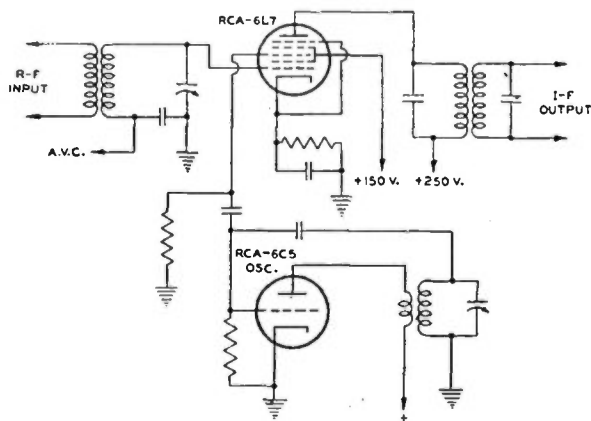 RCA-6L7
R-F
INPUT
I-F
OUTPUT
A.V.C.
+150 V.
+250 V.
RCA-6C5
OSC.
+